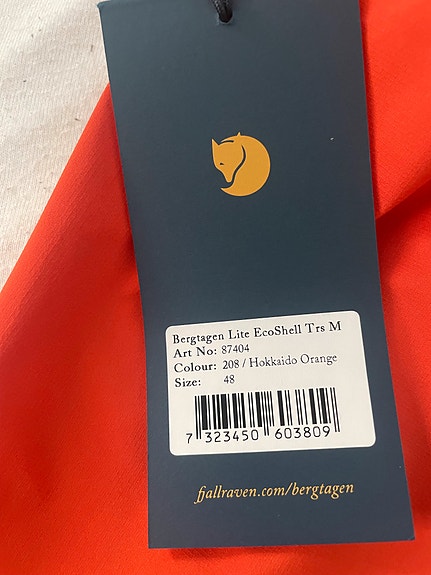 Bergtagen Lite EcoShell Trs M
Art No: 87404
Colour: 208 / Hokkaido Orange
Size: 48
7 323450 603809
fjallraven.com/bergtagen